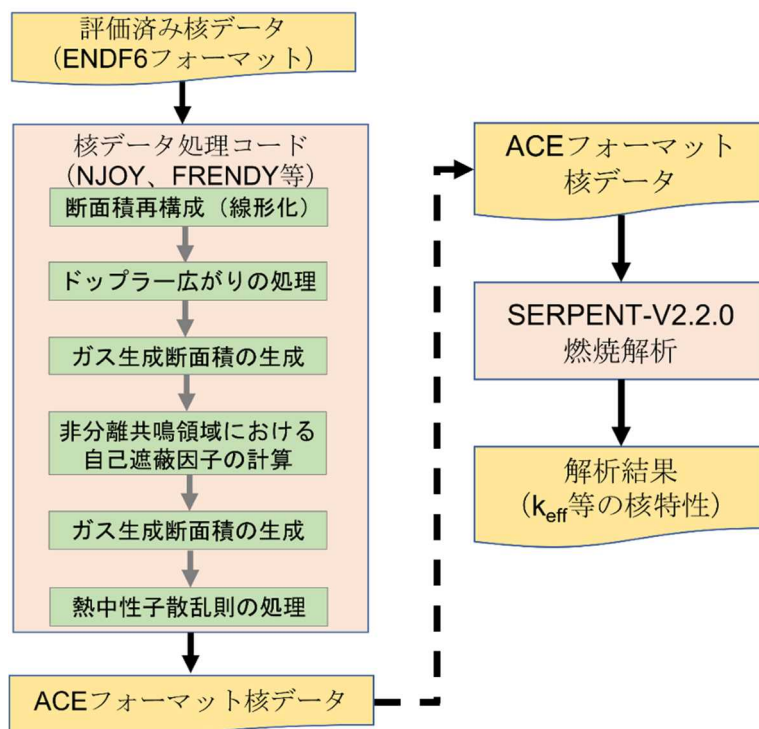 評価済み核データ
（ENDF6フォーマット）
核データ処理コード
（NJOY、FRENDY等）
断面積再構成（線形化）
ドップラー広がりの処理
ガス生成断面積の生成
非分離共鳴領域における
自己遮蔽因子の計算
ガス生成断面積の生成
熱中性子散乱則の処理
ACEフォーマット核データ
ACEフォーマット
核データ
SERPENT-V2.2.0
燃焼解析
解析結果
（keff等の核特性）